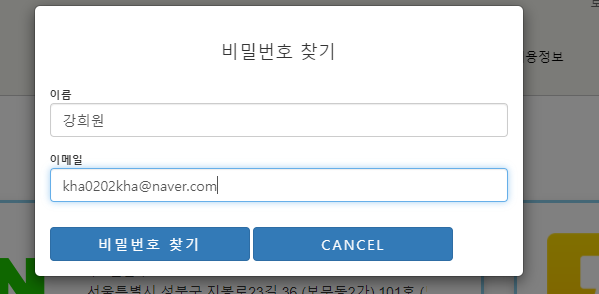 비밀번호 찾기
용정보
이름
강희원
이메일
kha0202kha@naver.com
비밀번호 찾기
CANCEL
서울특별시 성북구 지봉로23길 36 (보문동2가) 101호 (